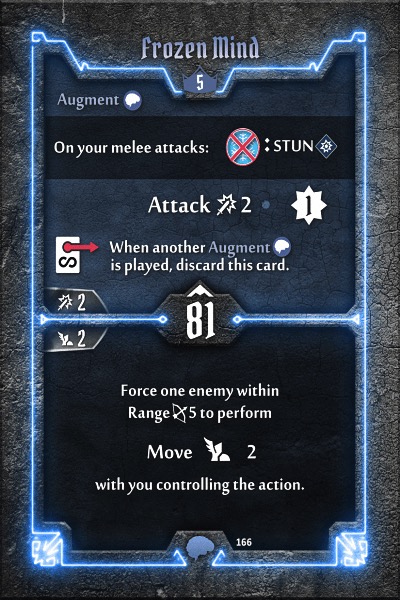 Frozen Mind
5
Augment
On your melee attacks: : STUN
Attack 2 1
When another Augment
is played, discard this card.
2
81
2
Force one enemy within
Range 5 to perform
Move 2
with you controlling the action.
166